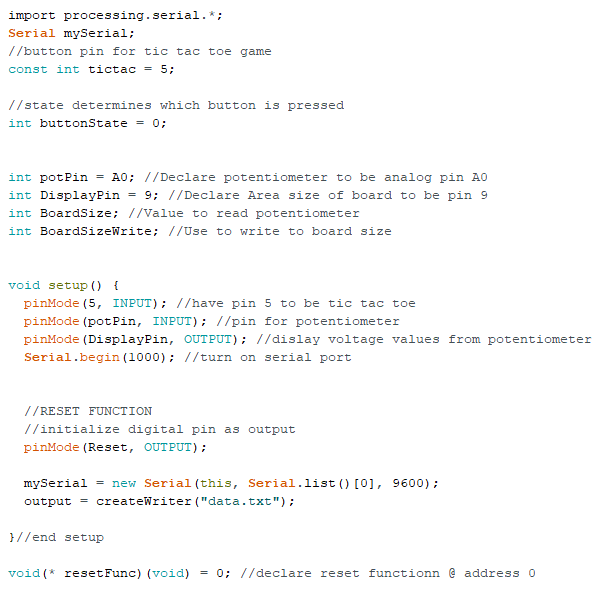 import processing.serial.*;
Serial mySerial;
//button pin for tic tac toe game
const int tictac = 5;
//state determines which button is pressed
int buttonState = 0;
int potPin = A0; //Declare potentiometer to be analog pin A0
int DisplayPin = 9; //Declare Area size of board to be pin 9
int BoardSize; //Value to read potentiometer
int BoardSizeWrite; //Use to write to board size
void setup() {
pinMode(5, INPUT); //have pin 5 to be tic tac toe
pinMode(potPin, INPUT); //pin for potentiometer
pinMode(DisplayPin, OUTPUT); //dislay voltage values from potentiometer
Serial.begin(1000); //turn on serial port
//RESET FUNCTION
//initialize digital pin as output
pinMode(Reset, OUTPUT);
mySerial = new Serial(this, Serial.list()[0], 9600);
output = createWriter("data.txt");
}//end setup
void(* resetFunc)(void) = 0; //declare reset functionn @ address 0